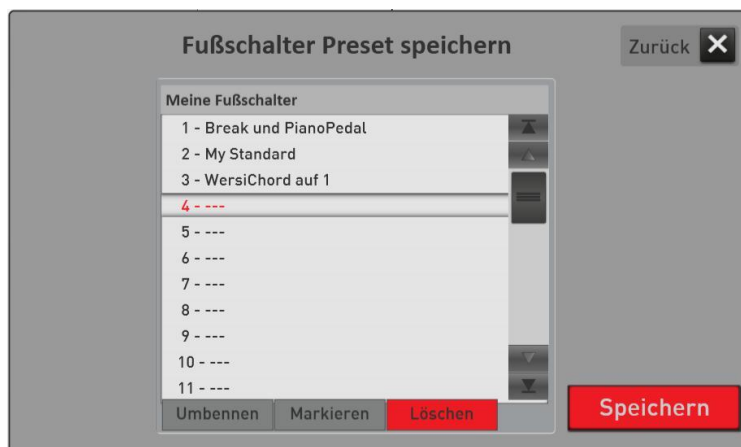 Fußschalter Preset speichern
Zurück X
Meine Fußschalter
1 - Break und PianoPedal
2 - My Standard
3 - WersiChord auf 1
4 - ---
5 - ---
6 - ---
7 - ---
8 - ---
9 - ---
10 - ---
11 - ---
Umbennen Markieren Löschen
Speichern